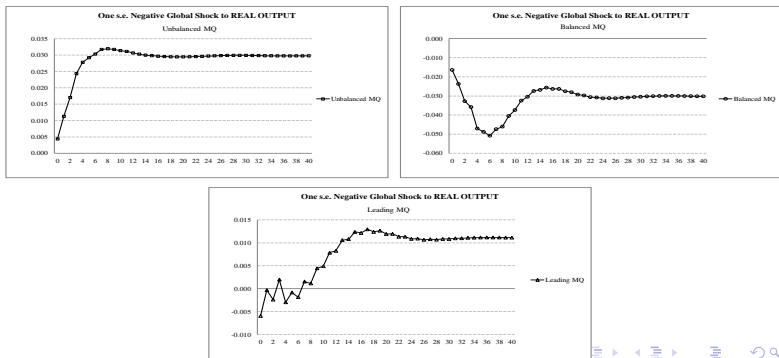 One s.e. Negative Global Shock to REAL OUTPUT
Unbalanced MQ
0.035
0.030
0.025
0.020
0.015
0.010
0.005
0.000
0 2 4 6 8 10 12 14 16 18 20 22 24 26 28 30 32 34 36 38 40
Unbalanced MQ
One s.e. Negative Global Shock to REAL OUTPUT
Balanced MQ
0.000
-0.010
-0.020
-0.030
-0.040
-0.050
-0.060
0 2 4 6 8 10 12 14 16 18 20 22 24 26 28 30 32 34 36 38 40
Balanced MQ
One s.e. Negative Global Shock to REAL OUTPUT
Leading MQ
0.015
0.010
0.005
0.000
-0.005
-0.010
0 2 4 6 8 10 12 14 16 18 20 22 24 26 28 30 32 34 36 38 40
Leading MQ